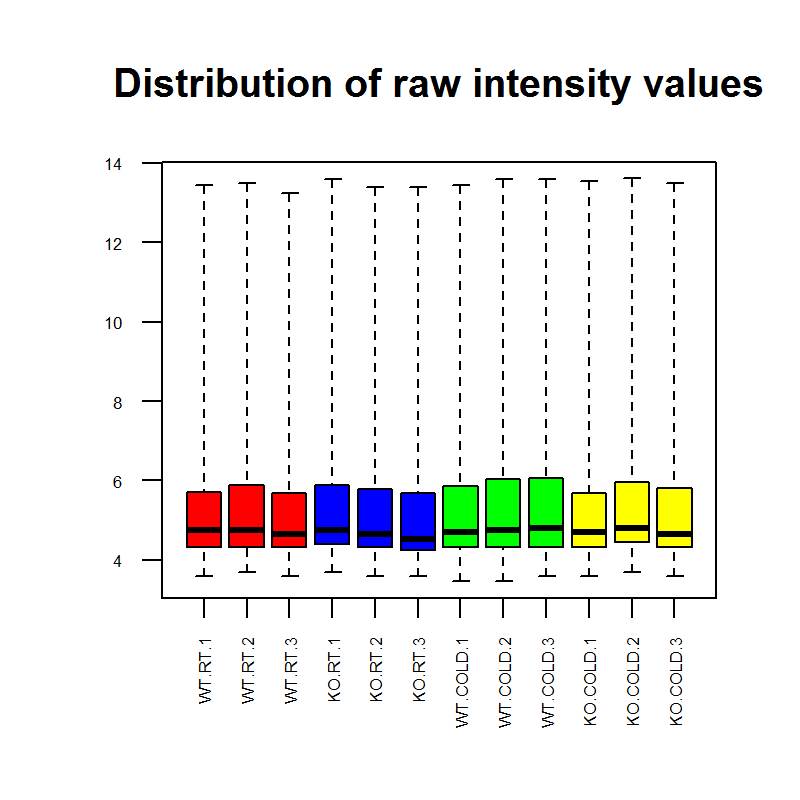 Distribution of raw intensity values
14
12
10
8
6
4
WT.RT.1
WT.RT.2
WT.RT.3
KO.RT.1
KO.RT.2
KO.RT.3
WT.COLD.1
WT.COLD.2
WT.COLD.3
KO.COLD.1
KO.COLD.2
KO.COLD.3